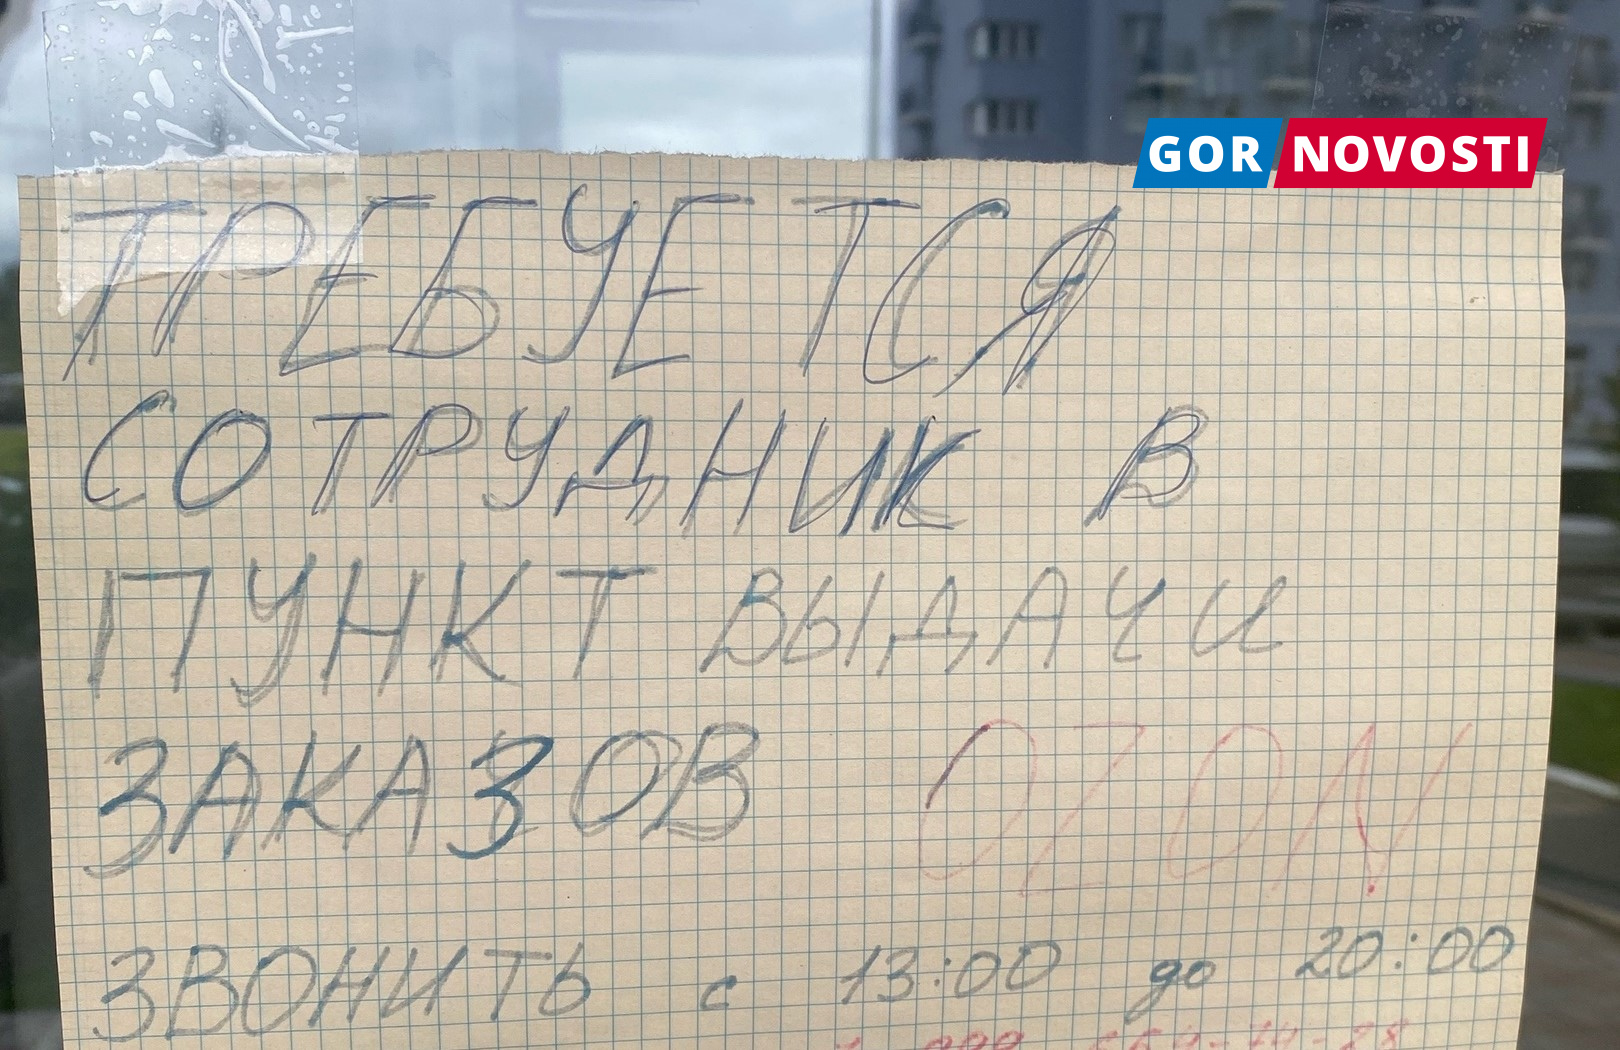 GOR NOVOSTI
ТРЕБУЕТСЯ
СОТРУДНИК В
ПУНКТ ВЫДАЧИ
ЗАКАЗОВ OZON
ЗВОНИТЬ с 13:00 до 20:00